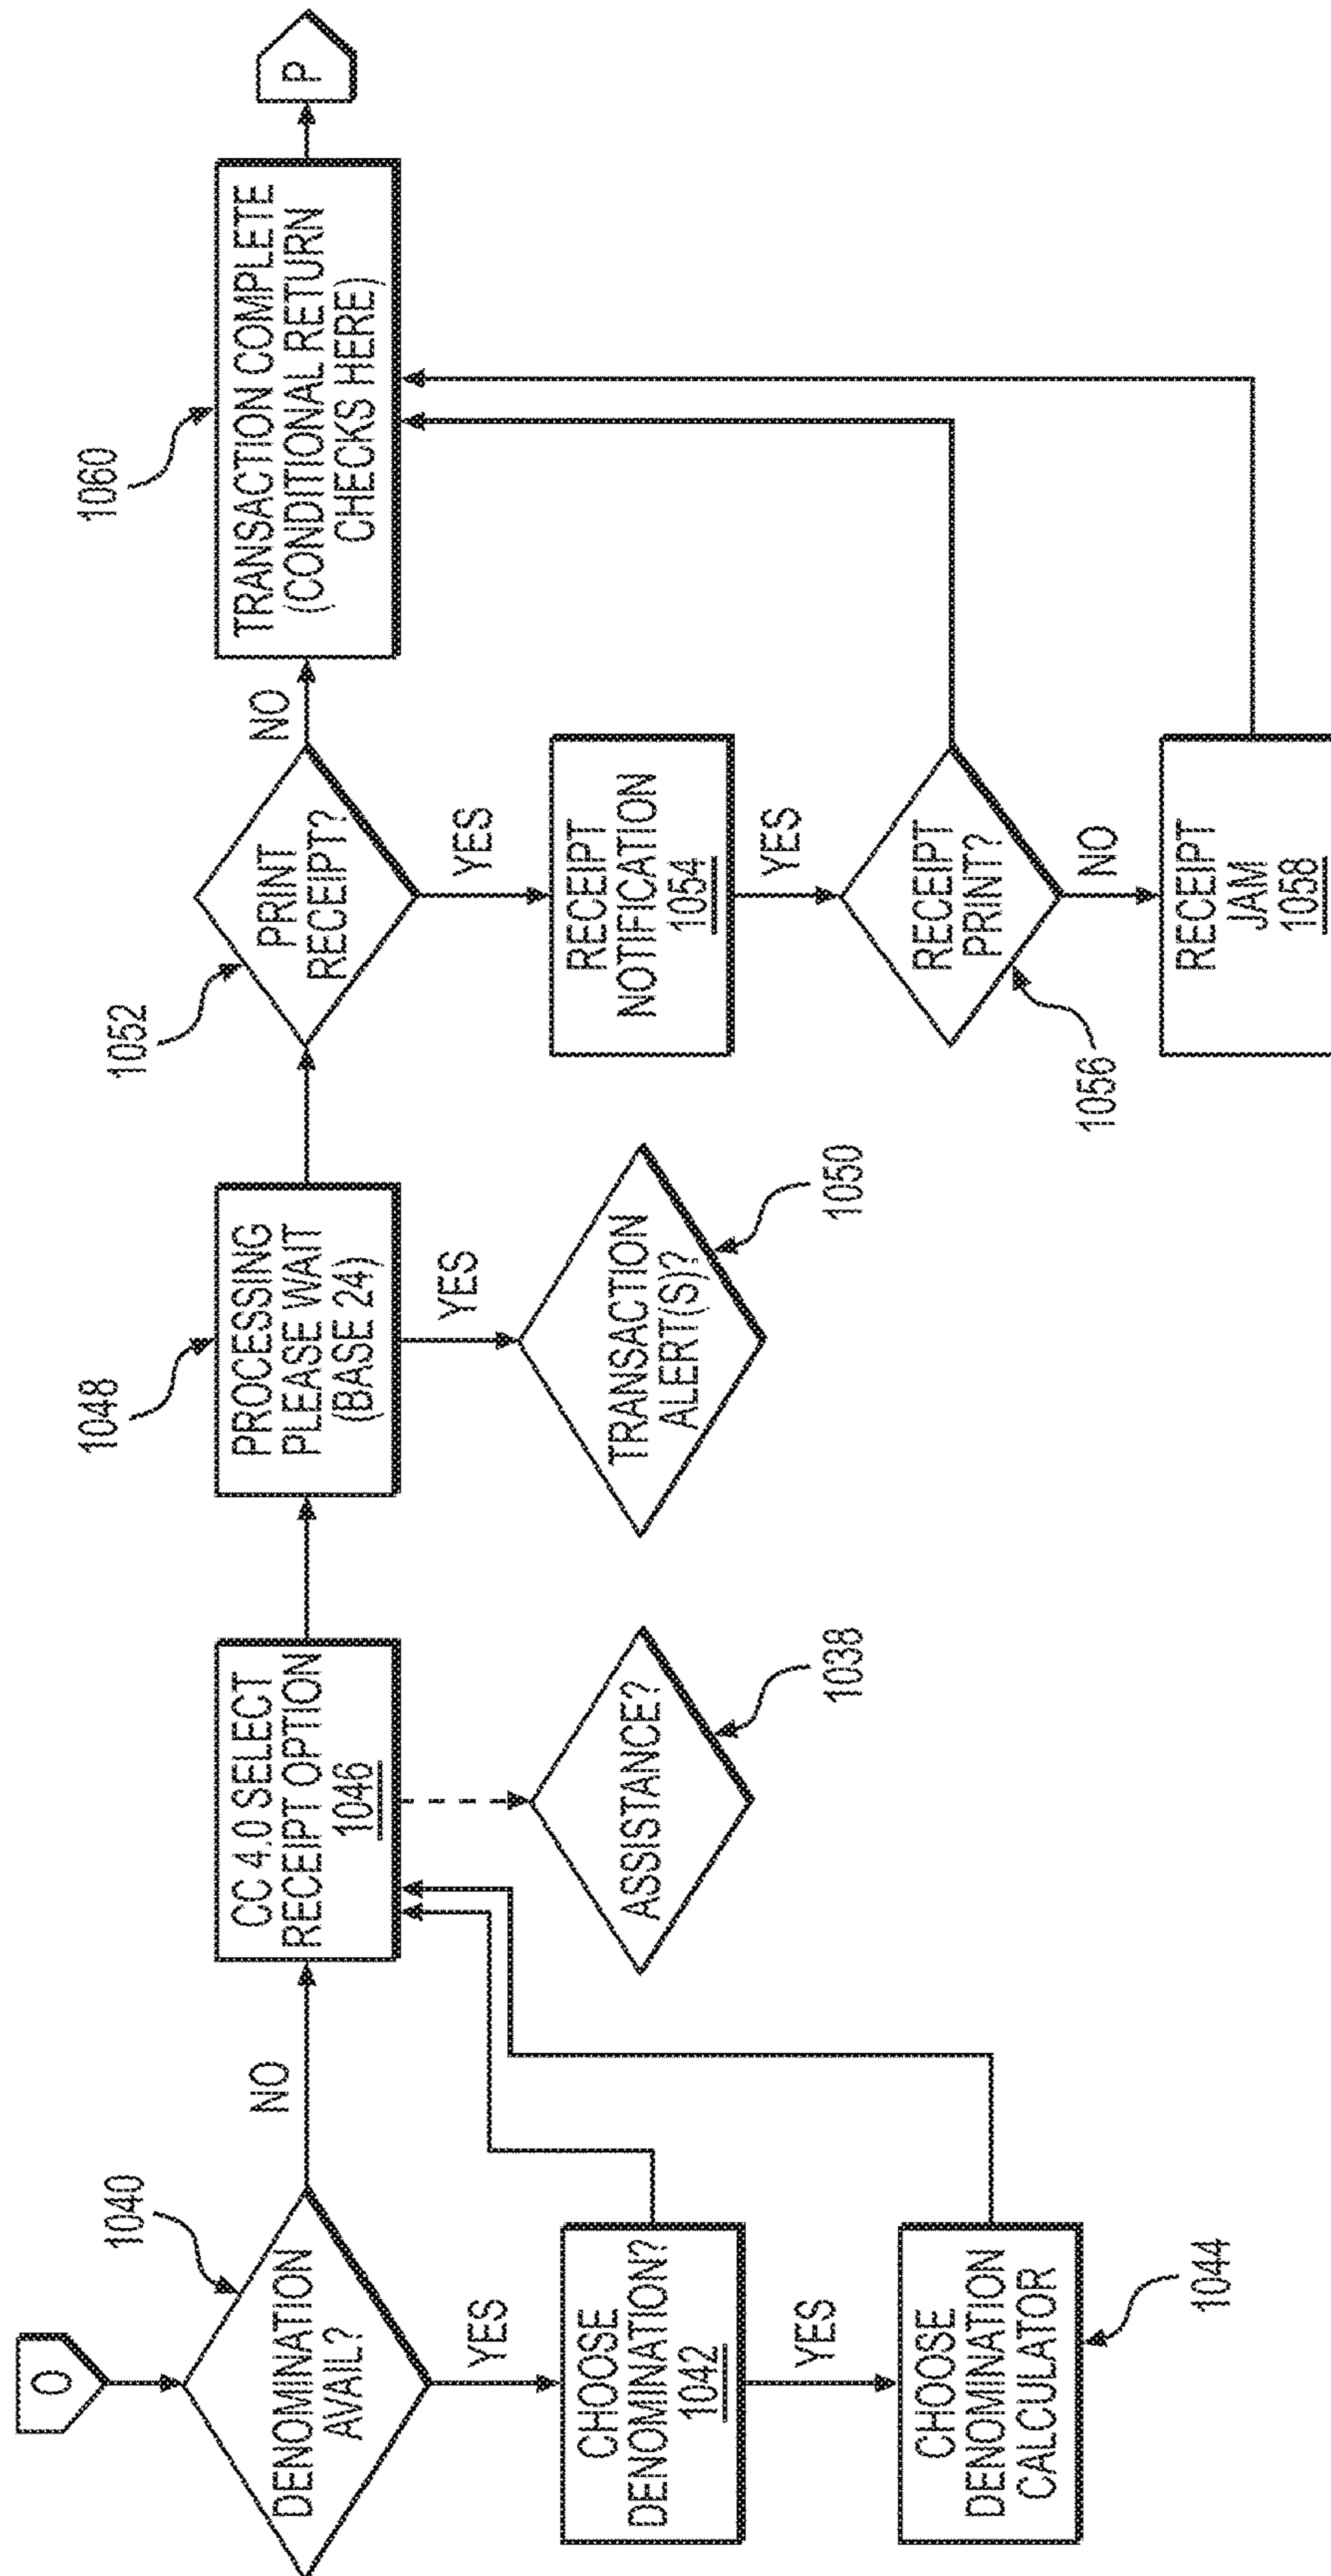 O
1040
DENOMINATION
AVAIL?
NO
YES
CHOOSE
DENOMINATION?
1042
YES
CHOOSE
DENOMINATION
CALCULATOR
1044
CC 4.0 SELECT
RECEIPT OPTION
1046
ASSISTANCE?
1038
1048
PROCESSING
PLEASE WAIT
(BASE 24)
YES
TRANSACTION
ALERT(S)?
1050
1052
PRINT
RECEIPT?
NO
YES
RECEIPT
NOTIFICATION
1054
YES
RECEIPT
PRINT?
1056
NO
RECEIPT
JAM
1058
1060
TRANSACTION COMPLETE
(CONDITIONAL RETURN
CHECKS HERE)
P